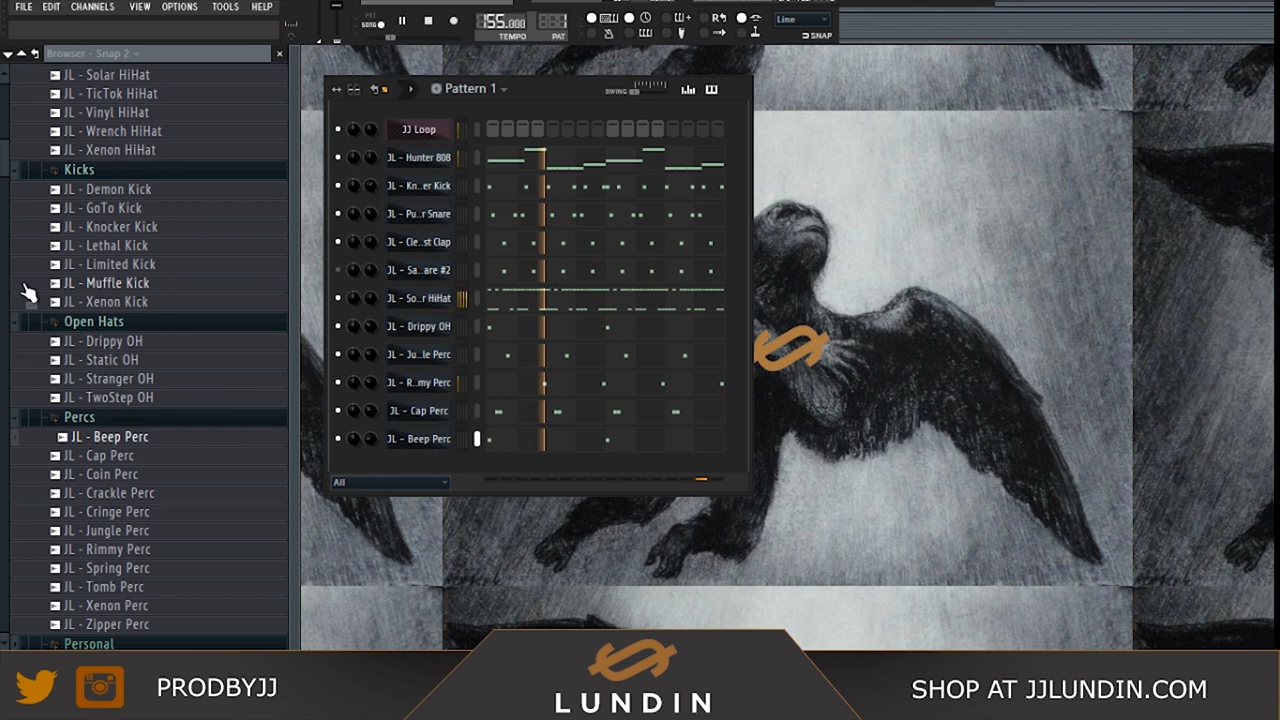 FILE EDIT CHANNELS VIEW OPTIONS TOOLS HELP
PAT
SONG
155.000
TEMPO
PAT
Line
SNAP
Browser - Snap 2
JL - Solar HiHat
JL - TicTok HiHat
JL - Vinyl HiHat
JL - Wrench HiHat
JL - Xenon HiHat
Kicks
JL - Demon Kick
JL - GoTo Kick
JL - Knocker Kick
JL - Lethal Kick
JL - Limited Kick
JL - Muffle Kick
JL - Xenon Kick
Open Hats
JL - Drippy OH
JL - Static OH
JL - Stranger OH
JL - TwoStep OH
Percs
JL - Beep Perc
JL - Cap Perc
JL - Coin Perc
JL - Crackle Perc
JL - Cringe Perc
JL - Jungle Perc
JL - Rimmy Perc
JL - Spring Perc
JL - Tomb Perc
JL - Xenon Perc
JL - Zipper Perc
Personal
Pattern 1
SWING
JJ Loop
JL - Hunter 808
JL - Kn..er Kick
JL - Pu..r Snare
JL - Cle..st Clap
JL - Sa..are #2
JL - So..r HiHat
JL - Drippy OH
JL - Ju..le Perc
JL - R..my Perc
JL - Cap Perc
JL - Beep Perc
All
PRODBYJJ
LUNDIN
SHOP AT JJLUNDIN.COM